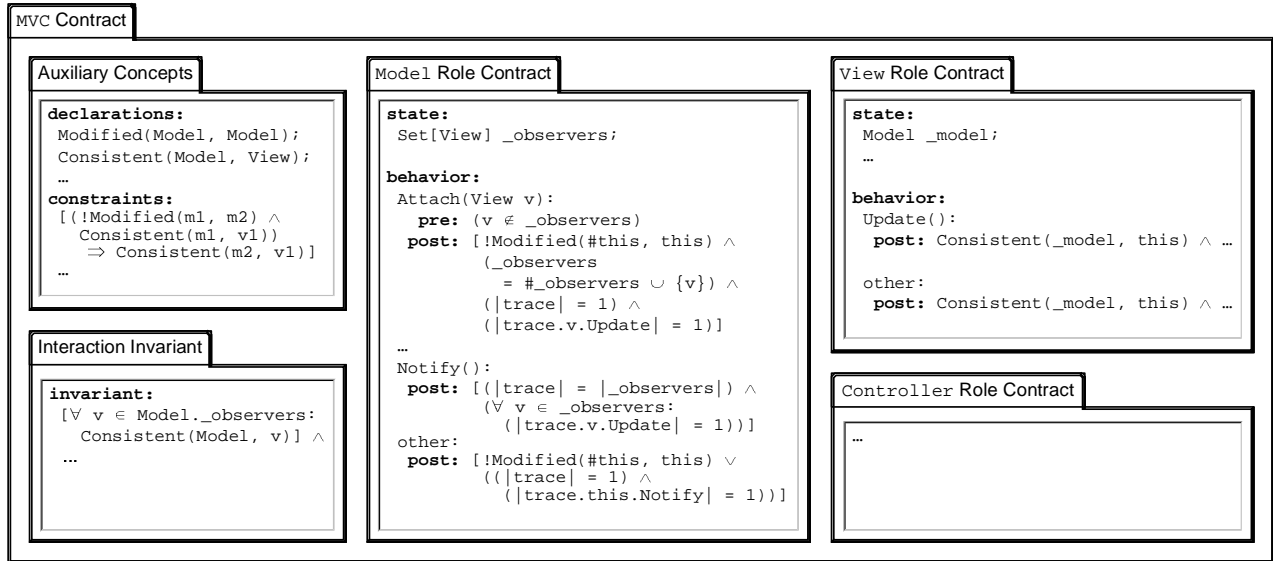 MVC Contract
Auxiliary Concepts
declarations:
Modified(Model, Model);
Consistent(Model, View);
…
constraints:
[(!Modified(m1, m2) ∧
Consistent(m1, v1))
⇒ Consistent(m2, v1)]
…
Interaction Invariant
invariant:
[∀ v ∈ Model._observers:
Consistent(Model, v)] ∧
...
Model Role Contract
state:
Set[View] _observers;
behavior:
Attach(View v):
pre: (v ∉ _observers)
post: [!Modified(#this, this) ∧
(_observers
= #_observers ∪ {v}) ∧
(|trace| = 1) ∧
(|trace.v.Update| = 1)]
…
Notify():
post: [(|trace| = |_observers|) ∧
(∀ v ∈ _observers:
(|trace.v.Update| = 1))]
other:
post: [!Modified(#this, this) ∨
((|trace| = 1) ∧
(|trace.this.Notify| = 1))]
View Role Contract
state:
Model _model;
…
behavior:
Update():
post: Consistent(_model, this) ∧ …
other:
post: Consistent(_model, this) ∧ …
Controller Role Contract
…